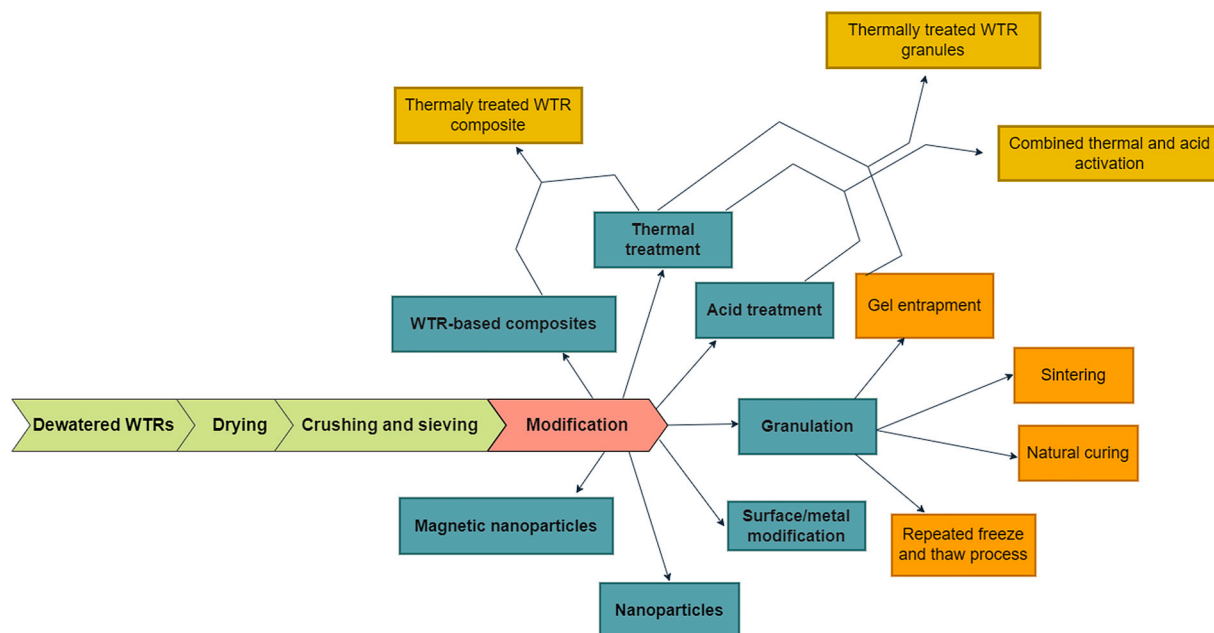 Thermally treated WTR
granules
Thermaly treated WTR
composite
Combined thermal and acid
activation
Thermal
treatment
WTR-based composites
Acid treatment
Gel entrapment
Sintering
Dewatered WTRs
Drying
Crushing and sieving
Modification
Granulation
Natural curing
Magnetic nanoparticles
Surface/metal
modification
Repeated freeze
and thaw process
Nanoparticles